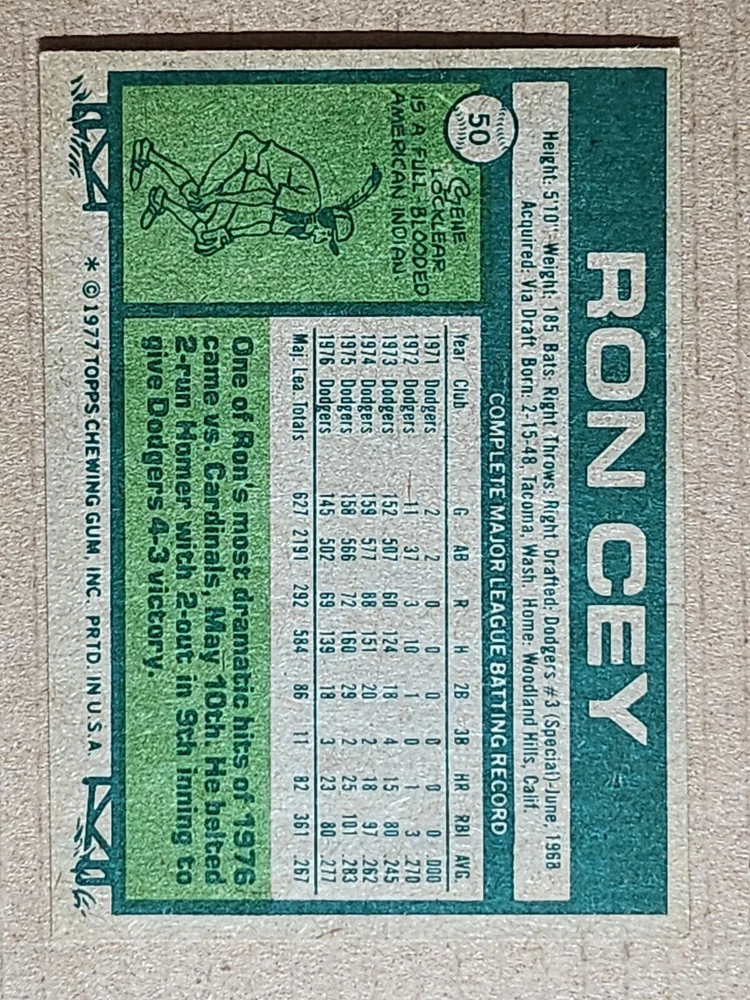 50
RON CEY
Height: 5'10" Weight: 185 Bats: Right Throws: Right Drafted: Dodgers #3 (Special)-June, 1968
Acquired: Via Draft Born: 2-15-48 Tacoma, Wash. Home: Woodland Hills, Calif.
COMPLETE MAJOR LEAGUE BATTING RECORD
Year Club G AB R H 2B 3B HR RBI AVG.
1971 Dodgers 2 2 0 0 0 0 0 0 .000
1972 Dodgers 11 37 3 10 1 0 1 3 .270
1973 Dodgers 152 507 60 124 18 4 15 80 .245
1974 Dodgers 159 577 88 151 20 2 18 97 .262
1975 Dodgers 158 566 72 160 29 2 25 101 .283
1976 Dodgers 145 502 69 139 18 3 23 80 .277
Maj. Lea. Totals 627 2191 292 584 86 11 82 361 .267
GENE
LOCKLEAR
IS A FULL-BLOODED
AMERICAN INDIAN
One of Ron's most dramatic hits of 1976
came vs. Cardinals, May 10th. He belted
2-run Homer with 2-out in 9th inning to
give Dodgers 4-3 victory.
* © 1977 TOPPS CHEWING GUM, INC. PRTD. IN U.S.A.